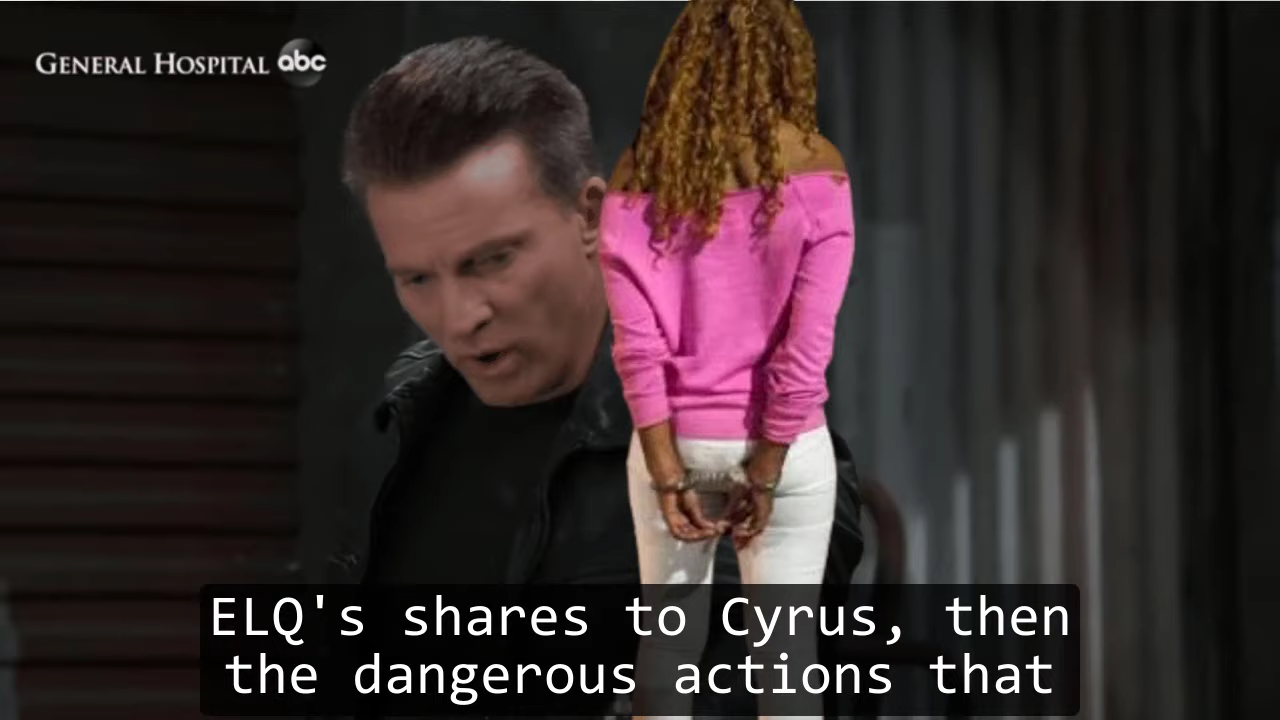 GENERAL HOSPITAL abc
ELQ's shares to Cyrus, then
the dangerous actions that